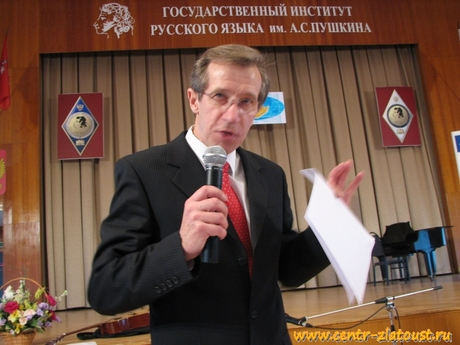 ГОСУДАРСТВЕННЫЙ ИНСТИТУТ
РУССКОГО ЯЗЫКА им. А.С.ПУШКИНА
www.centr-zlatoust.ru